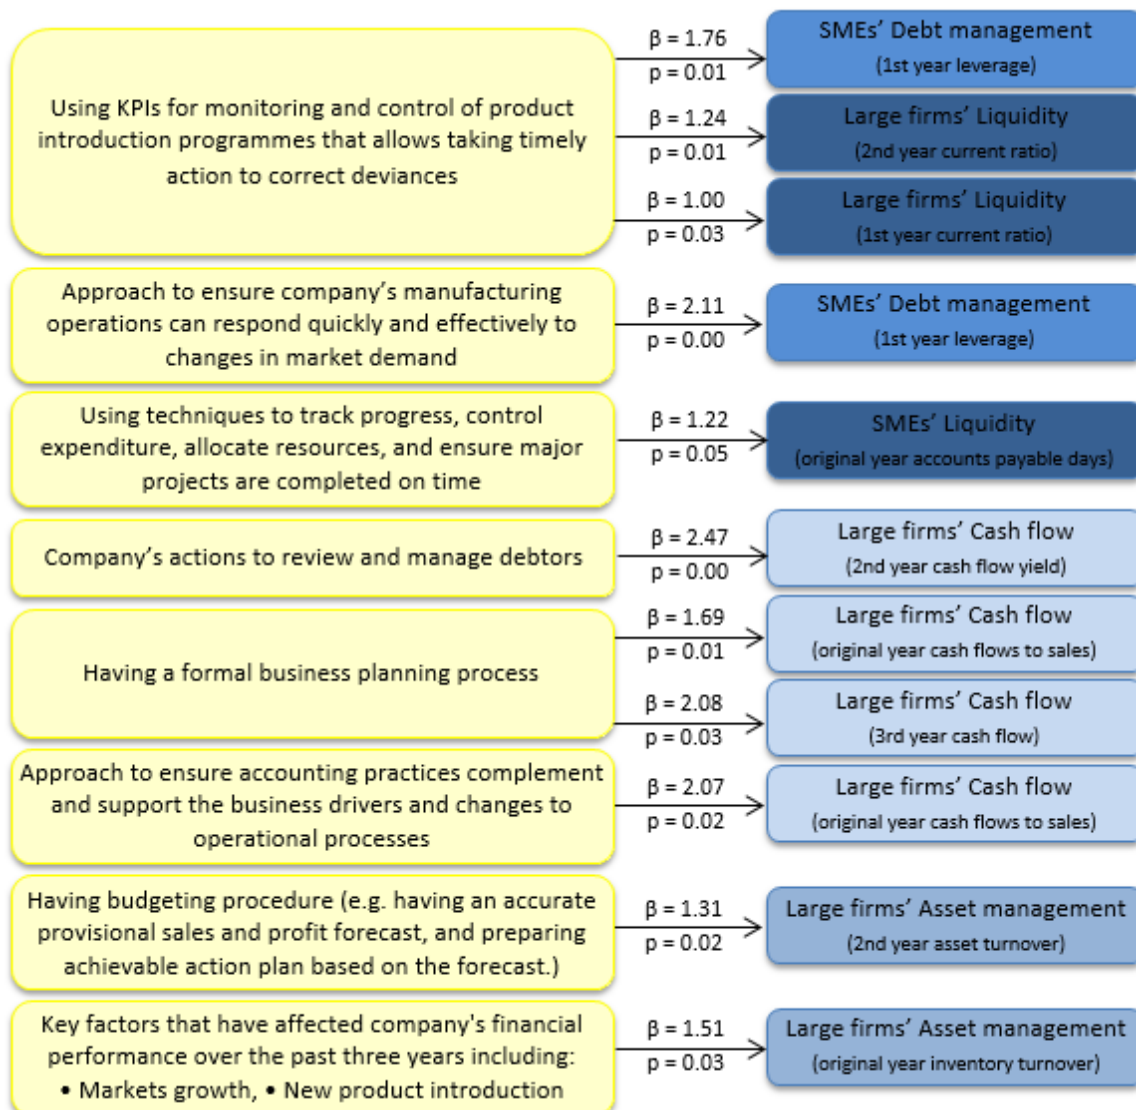 Using KPIs for monitoring and control of product
introduction programmes that allows taking timely
action to correct deviances
β = 1.76
p = 0.01
SMEs' Debt management
(1st year leverage)
β = 1.24
p = 0.01
Large firms' Liquidity
(2nd year current ratio)
β = 1.00
p = 0.03
Large firms' Liquidity
(1st year current ratio)
Approach to ensure company's manufacturing
operations can respond quickly and effectively to
changes in market demand
β = 2.11
p = 0.00
SMEs' Debt management
(1st year leverage)
Using techniques to track progress, control
expenditure, allocate resources, and ensure major
projects are completed on time
β = 1.22
p = 0.05
SMEs' Liquidity
(original year accounts payable days)
Company's actions to review and manage debtors
β = 2.47
p = 0.00
Large firms' Cash flow
(2nd year cash flow yield)
Having a formal business planning process
β = 1.69
p = 0.01
Large firms' Cash flow
(original year cash flows to sales)
β = 2.08
p = 0.03
Large firms' Cash flow
(3rd year cash flow)
Approach to ensure accounting practices complement
and support the business drivers and changes to
operational processes
β = 2.07
p = 0.02
Large firms' Cash flow
(original year cash flows to sales)
Having budgeting procedure (e.g. having an accurate
provisional sales and profit forecast, and preparing
achievable action plan based on the forecast.)
β = 1.31
p = 0.02
Large firms' Asset management
(2nd year asset turnover)
Key factors that have affected company's financial
performance over the past three years including:
• Markets growth, • New product introduction
β = 1.51
p = 0.03
Large firms' Asset management
(original year inventory turnover)